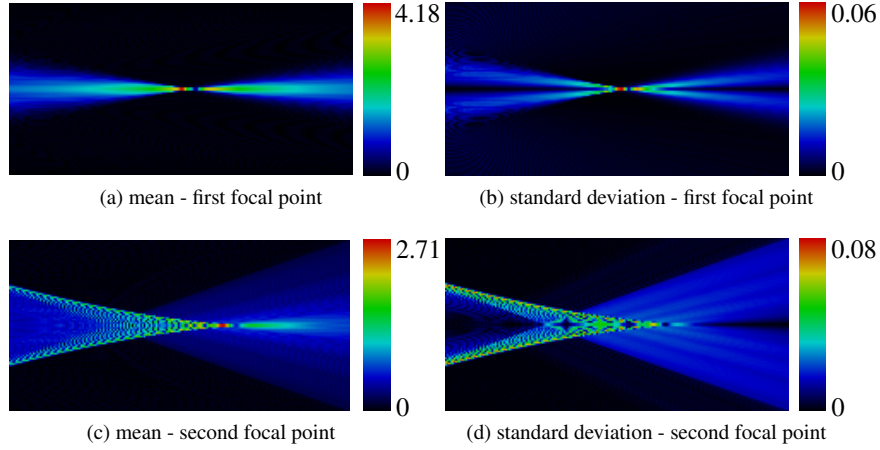 4.18
0
(a) mean - first focal point
0.06
0
(b) standard deviation - first focal point
2.71
0
(c) mean - second focal point
0.08
0
(d) standard deviation - second focal point